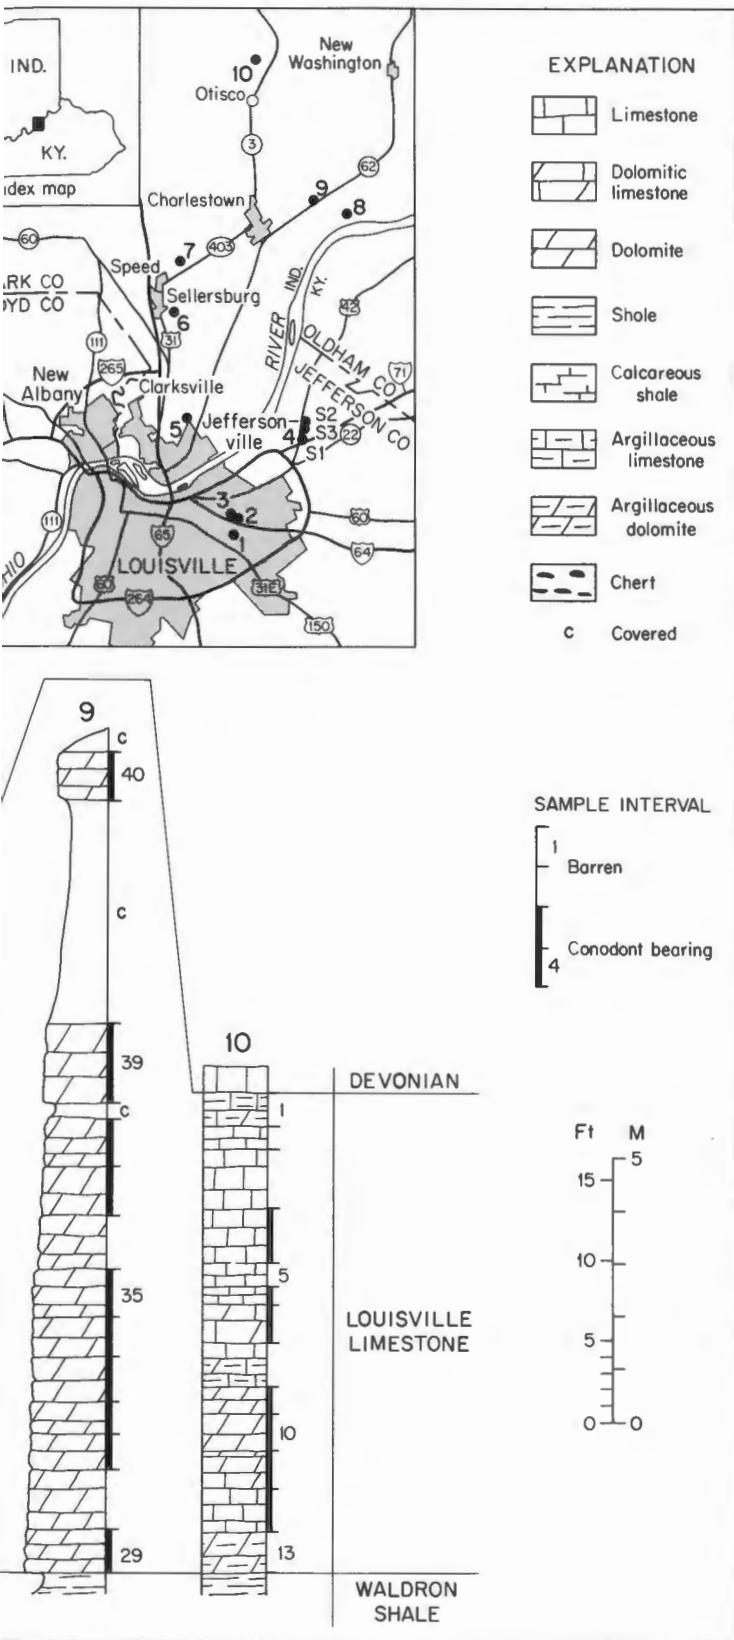 IND.
KY.
ndex map
New
Washington
10
Otisco
3
62
Chorlestown
9
8
60
7
403
Speed
ARK CO
OYD CO
Sellersburg
6
31
IND.
KY.
RIVER
42
OLDHAM CO
JEFFERSON CO
71
111
265
New
Albany
Clarksville
5
Jefferson-
ville
S2
4
S3
22
S1
3
2
1
60
64
111
65
LOUISVILLE
OHIO
60
264
31E
150
EXPLANATION
Limestone
Dolomitic
limestone
Dolomite
Shole
Calcareous
shale
Argillaceous
limestone
Argillaceous
dolomite
Chert
c Covered
9
c
40
c
39
c
35
29
10
1
5
10
13
DEVONIAN
LOUISVILLE
LIMESTONE
WALDRON
SHALE
SAMPLE INTERVAL
1
Barren
4
Conodont bearing
Ft M
5
15
10
5
0 0